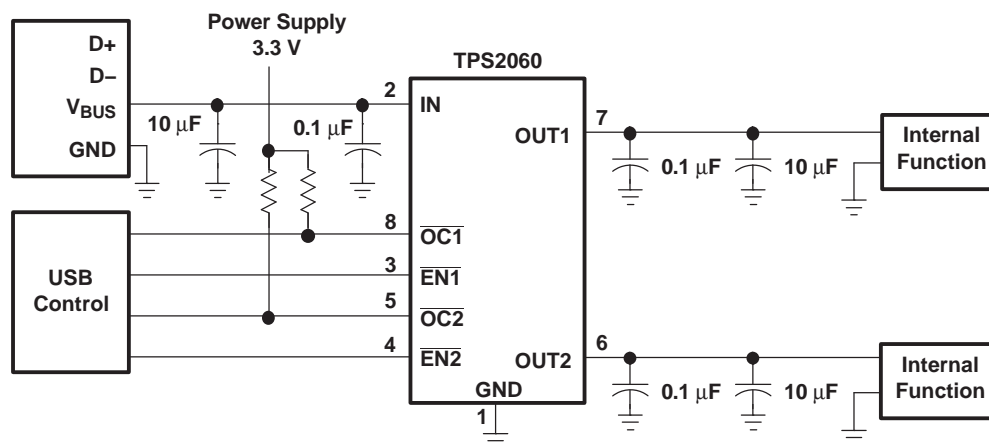 Power Supply
3.3 V
D+
D−
VBUS
GND
10 μF
0.1 μF
USB
Control
TPS2060
2
IN
8
OC1
3
EN1
5
OC2
4
EN2
GND
1
7
OUT1
0.1 μF
10 μF
Internal
Function
6
OUT2
0.1 μF
10 μF
Internal
Function